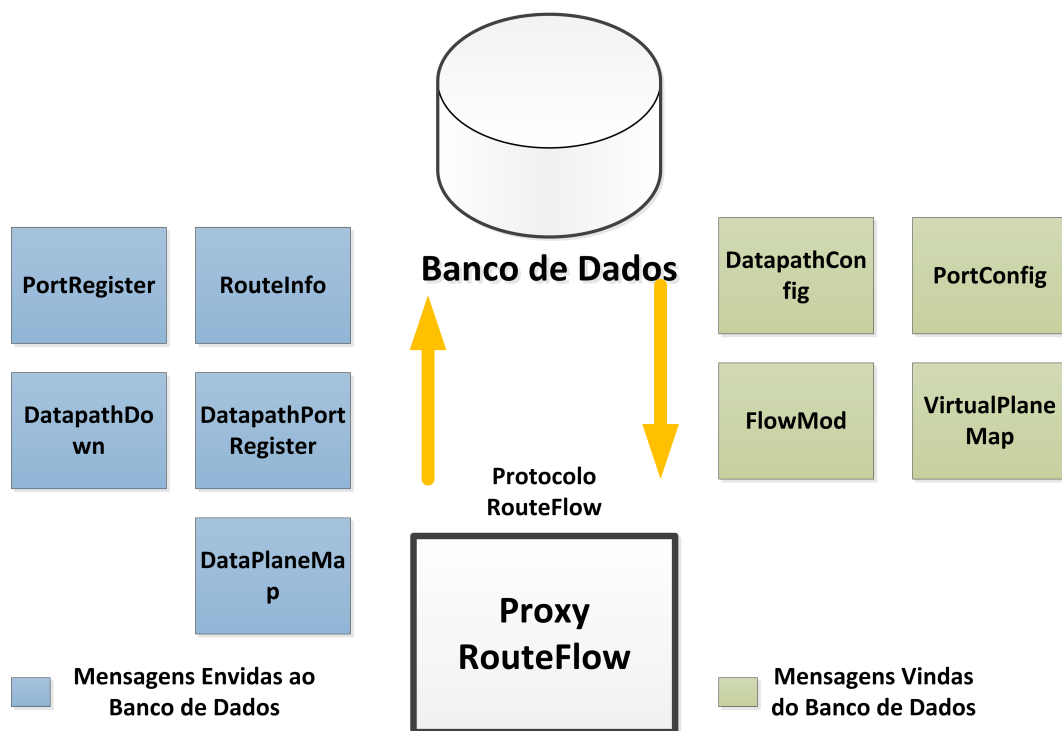 Banco de Dados
PortRegister
RouteInfo
DatapathDo
wn
DatapathPort
Register
DataPlaneMa
p
DatapathConfi
fig
PortConfig
FlowMod
VirtualPlane
Map
Protocolo
RouteFlow
Proxy
RouteFlow
Mensagens Envidas ao
Banco de Dados
Mensagens Vindas
do Banco de Dados